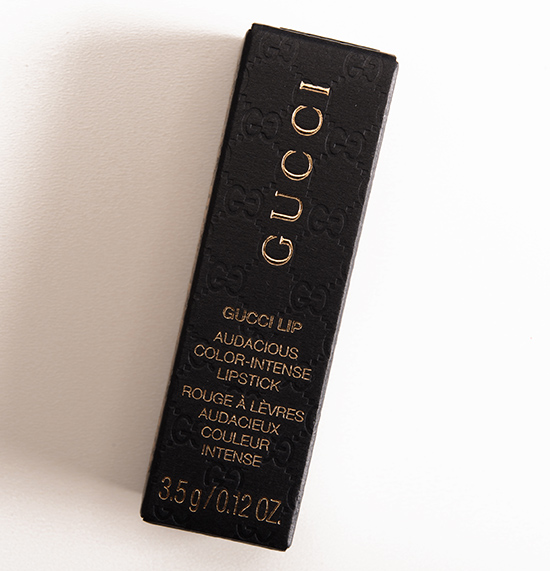 GUCCI
GUCCI LIP
AUDACIOUS
COLOR-INTENSE
LIPSTICK
ROUGE À LÈVRES
AUDACIEUX
COULEUR
INTENSE
3.5 g/0.12 OZ.